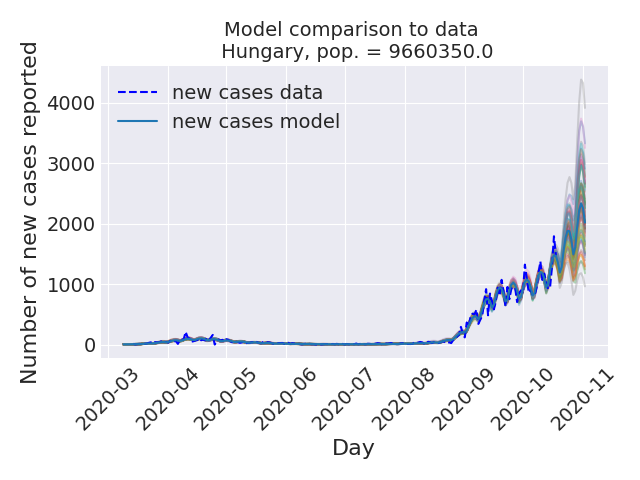 Model comparison to data
Hungary, pop. = 9660350.0
Number of new cases reported
4000
3000
2000
1000
0
new cases data
new cases model
2020-03
2020-04
2020-05
2020-06
2020-07
2020-08
2020-09
2020-10
2020-11
Day